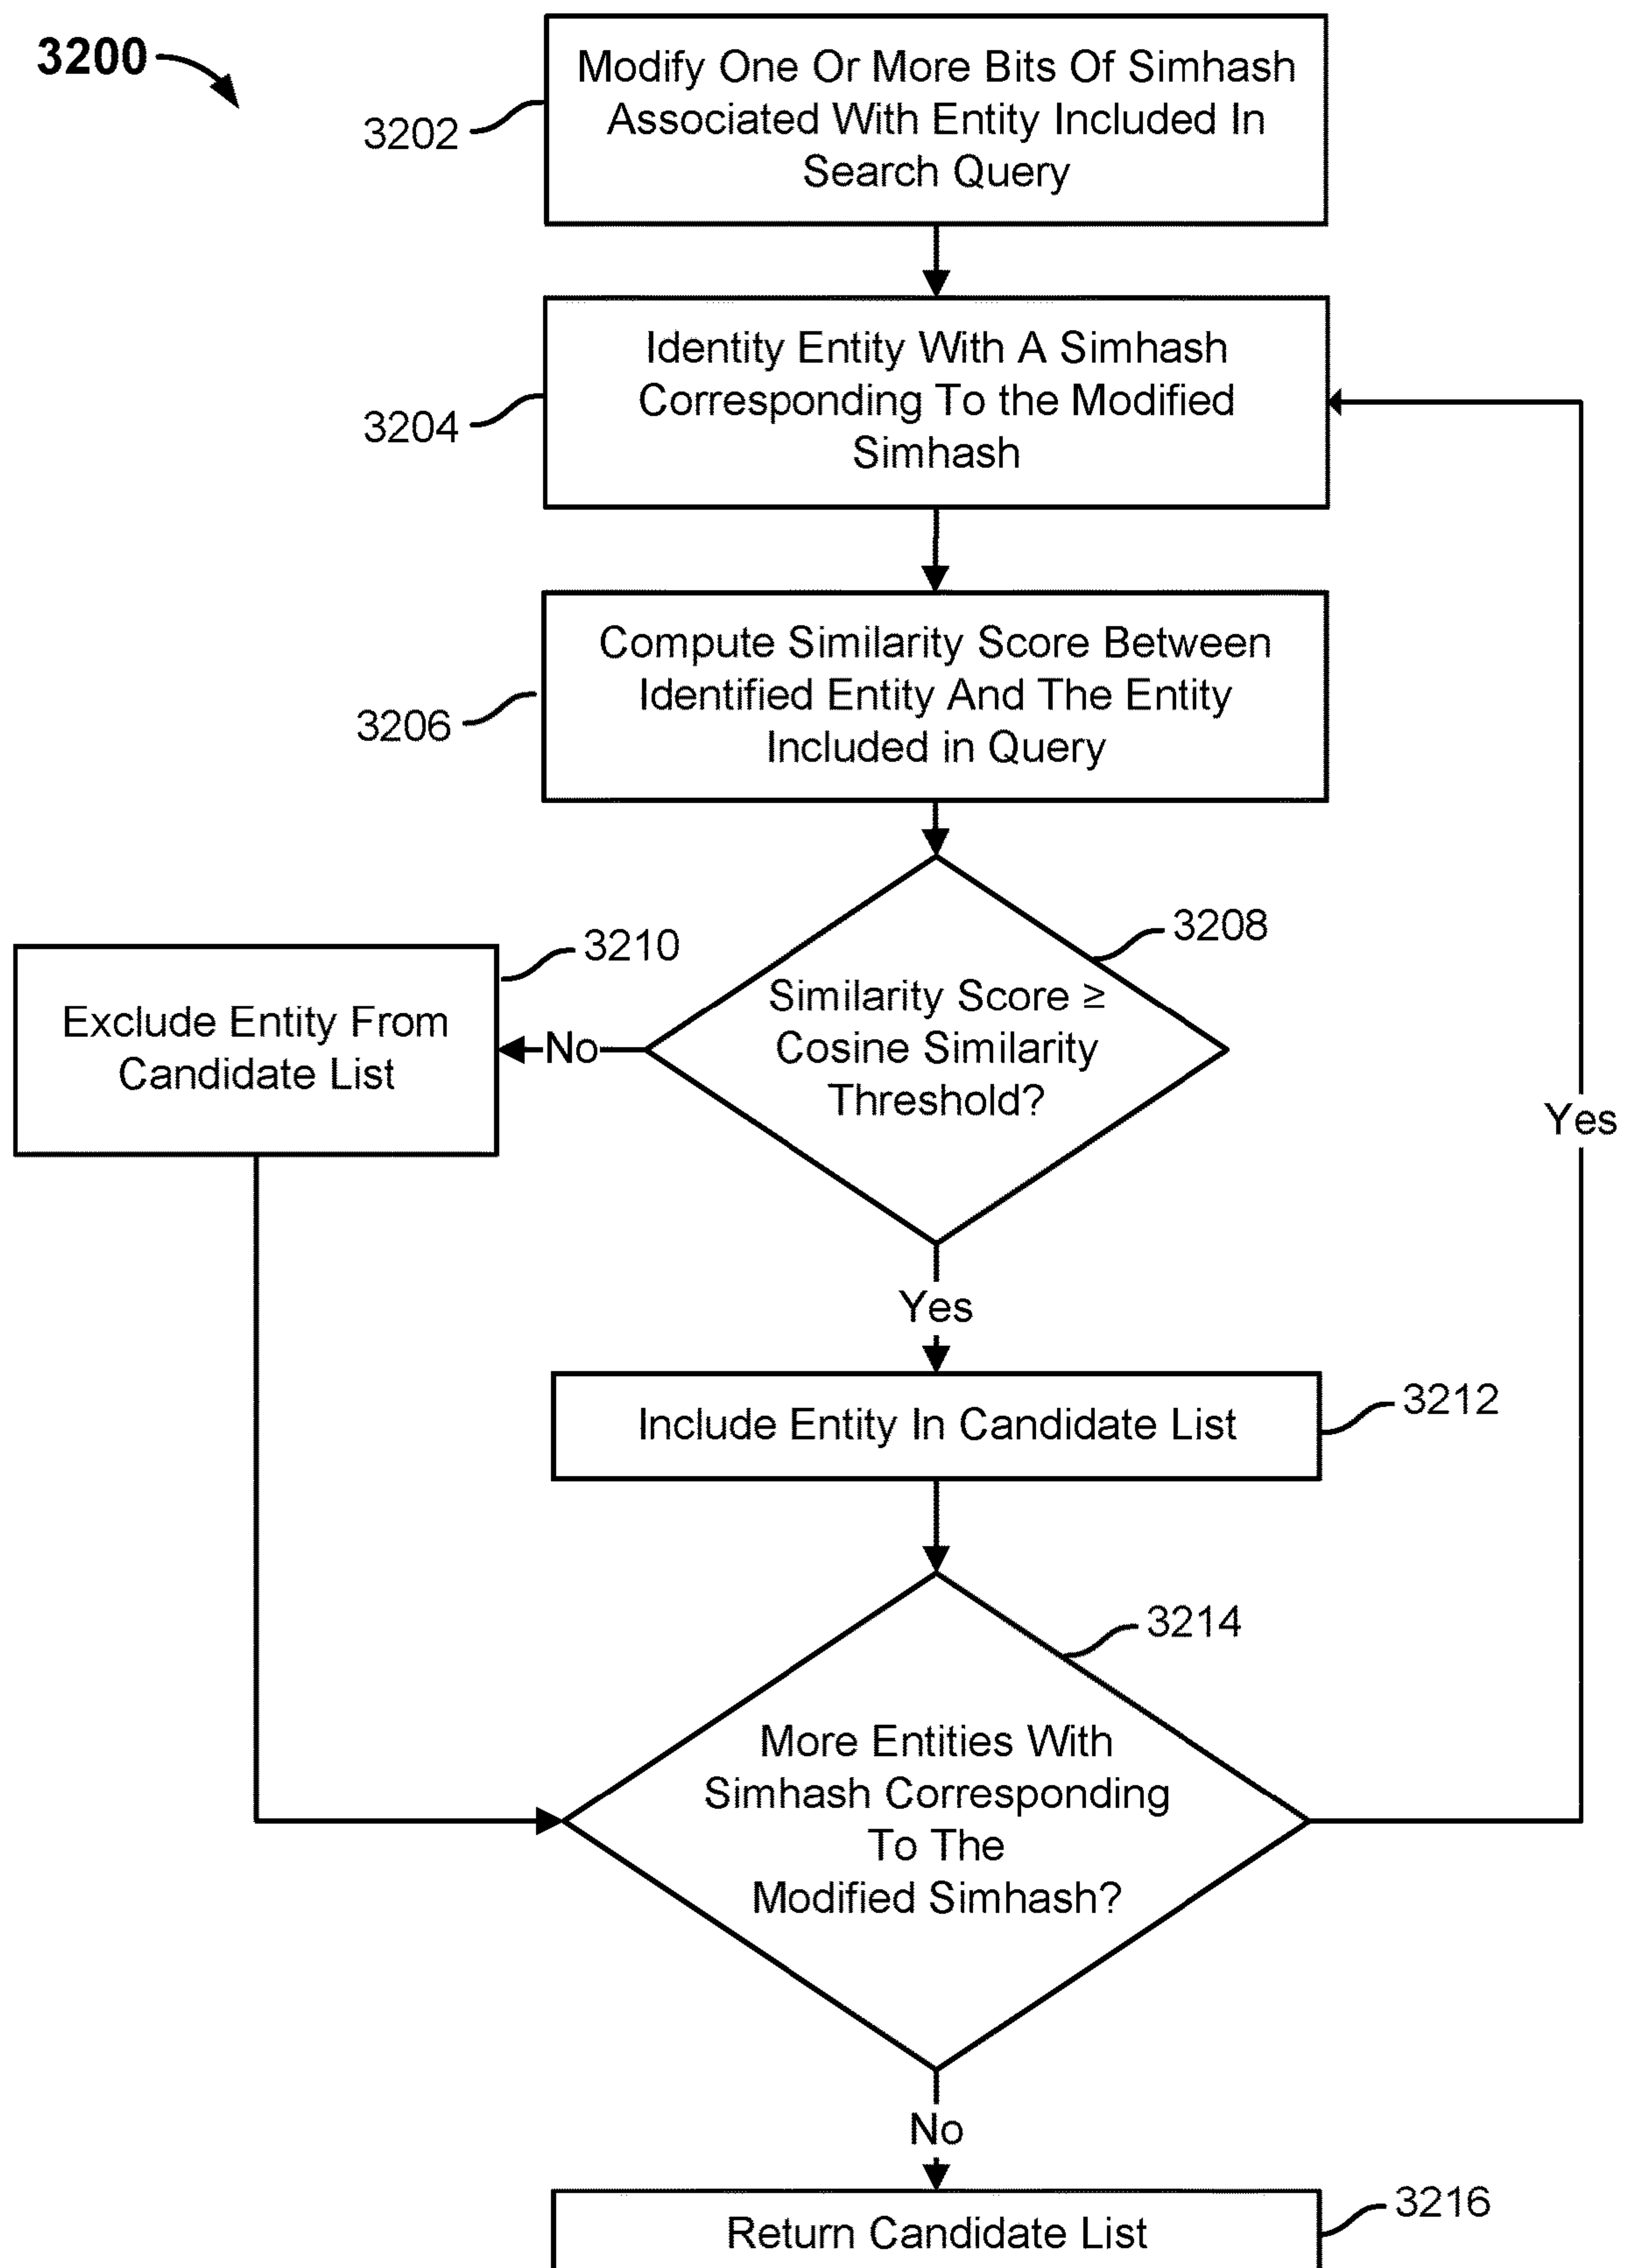 3200
Modify One Or More Bits Of Simhash
Associated With Entity Included In
Search Query
3202
Identity Entity With A Simhash
Corresponding To the Modified
Simhash
3204
Compute Similarity Score Between
Identified Entity And The Entity
Included in Query
3206
3208
Similarity Score ≥
Cosine Similarity
Threshold?
No
3210
Exclude Entity From
Candidate List
Yes
Yes
Include Entity In Candidate List
3212
3214
More Entities With
Simhash Corresponding
To The
Modified Simhash?
No
Return Candidate List
3216